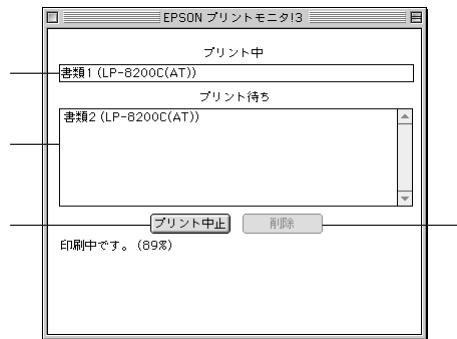 EPSON プリントモニタ!3
プリント中
書類1 (LP-8200C(AT))
プリント待ち
書類2 (LP-8200C(AT))
プリント中止 削除
印刷中です。(89%)